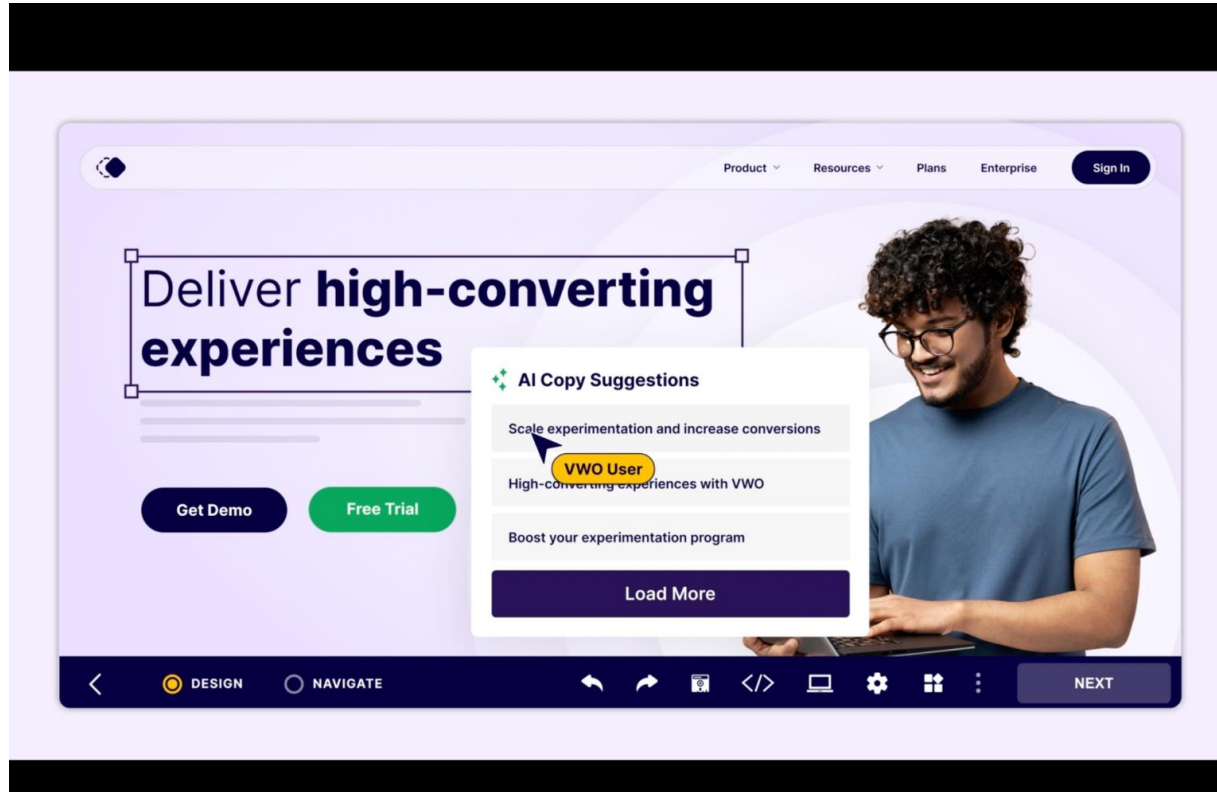 Product
Resources
Plans
Enterprise
Sign In
Deliver high-converting
experiences
AI Copy Suggestions
Scale experimentation and increase conversions
VWO User
High-converting experiences with VWO
Boost your experimentation program
Load More
Get Demo
Free Trial
DESIGN
NAVIGATE
</>
NEXT